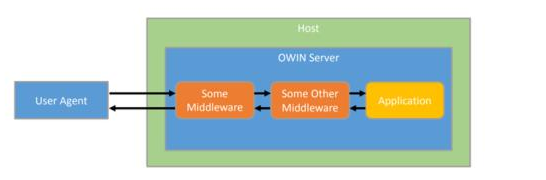 Host
OWIN Server
User Agent
Some
Middleware
Some Other
Middleware
Application